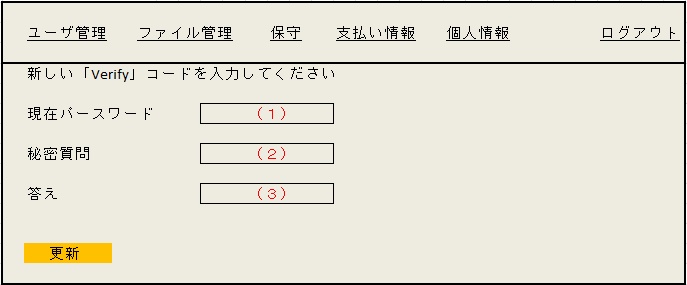 ユーザ管理 ファイル管理 保守 支払い情報 個人情報 ログアウト
新しい「Verify」コードを入力してください
現在パースワード （１）
秘密質問 （２）
答え （３）
更新